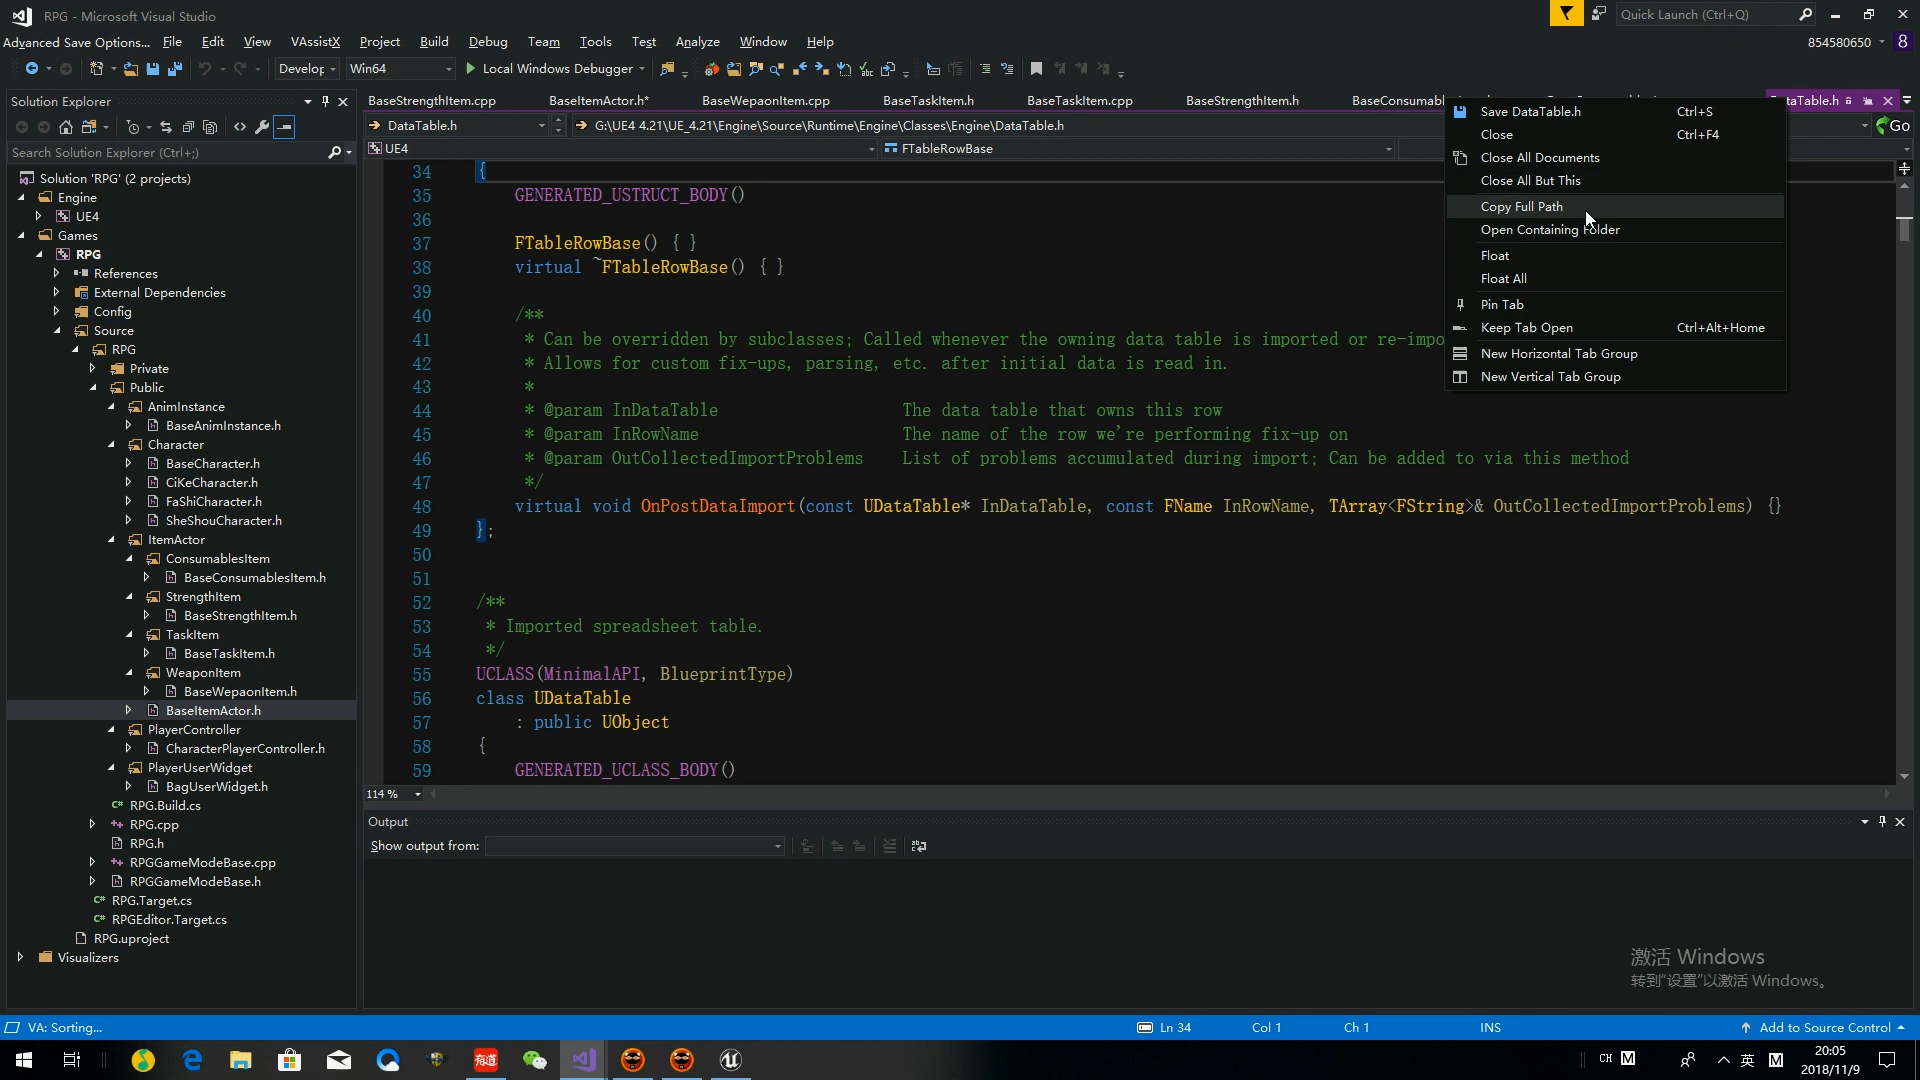 RPG - Microsoft Visual Studio
Quick Launch (Ctrl+Q)
Advanced Save Options... File Edit View VAssistX Project Build Debug Team Tools Test Analyze Window Help
854580650 8
Develop Win64 Local Windows Debugger
Solution Explorer
Search Solution Explorer (Ctrl+;)
Solution 'RPG' (2 projects)
Engine
UE4
Games
RPG
References
External Dependencies
Config
Source
RPG
Private
Public
AnimInstance
BaseAnimInstance.h
Character
BaseCharacter.h
CiKeCharacter.h
FaShiCharacter.h
SheShouCharacter.h
ItemActor
ConsumablesItem
BaseConsumablesItem.h
StrengthItem
BaseStrengthItem.h
TaskItem
BaseTaskItem.h
WeaponItem
BaseWepaonItem.h
BaseItemActor.h
PlayerController
CharacterPlayerController.h
PlayerUserWidget
BagUserWidget.h
RPG.Build.cs
RPG.cpp
RPG.h
RPGGameModeBase.cpp
RPGGameModeBase.h
RPG.Target.cs
RPGEditor.Target.cs
RPG.uproject
Visualizers
BaseStrengthItem.cpp BaseItemActor.h* BaseWepaonItem.cpp BaseTaskItem.h BaseTaskItem.cpp BaseStrengthItem.h BaseConsumabl taTable.h
DataTable.h G:\UE4 4.21\UE_4.21\Engine\Source\Runtime\Engine\Classes\Engine\DataTable.h Go
UE4 FTableRowBase
34 {
35 GENERATED_USTRUCT_BODY()
36
37 FTableRowBase() { }
38 virtual ~FTableRowBase() { }
39
40 /**
41 * Can be overridden by subclasses; Called whenever the owning data table is imported or re-impo
42 * Allows for custom fix-ups, parsing, etc. after initial data is read in.
43 *
44 * @param InDataTable The data table that owns this row
45 * @param InRowName The name of the row we're performing fix-up on
46 * @param OutCollectedImportProblems List of problems accumulated during import; Can be added to via this method
47 */
48 virtual void OnPostDataImport(const UDataTable* InDataTable, const FName InRowName, TArray<FString>& OutCollectedImportProblems) {}
49 };
50
51
52 /**
53 * Imported spreadsheet table.
54 */
55 UCLASS(MinimalAPI, BlueprintType)
56 class UDataTable
57 : public UObject
58 {
59 GENERATED_UCLASS_BODY()
114 %
Save DataTable.h Ctrl+S
Close Ctrl+F4
Close All Documents
Close All But This
Copy Full Path
Open Containing Folder
Float
Float All
Pin Tab
Keep Tab Open Ctrl+Alt+Home
New Horizontal Tab Group
New Vertical Tab Group
Output
Show output from:
激活 Windows
转到"设置"以激活 Windows。
VA: Sorting... Ln 34 Col 1 Ch 1 INS Add to Source Control
有道
CH M 英 M
20:05
2018/11/9